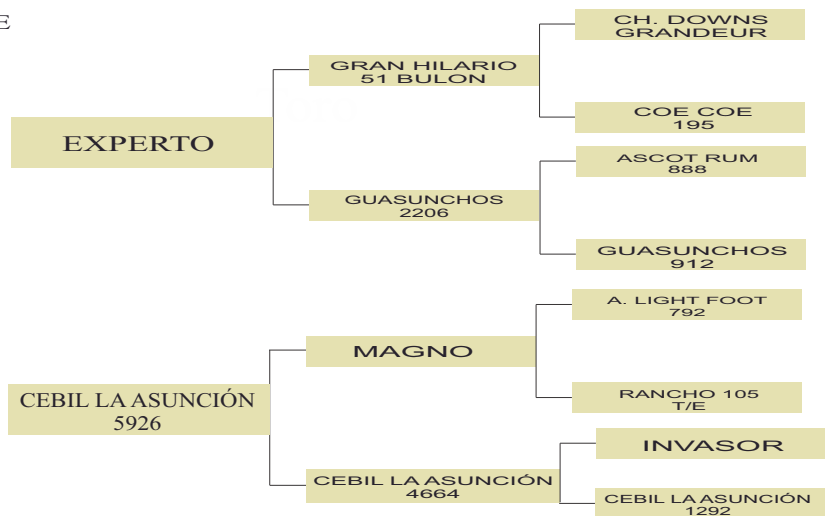 E
CH. DOWNS
GRANDEUR
GRAN HILARIO
51 BULON
COE COE
195
EXPERTO
ASCOT RUM
888
GUASUNCHOS
2206
GUASUNCHOS
912
A. LIGHT FOOT
792
MAGNO
RANCHO 105
T/E
CEBIL LA ASUNCIÓN
5926
INVASOR
CEBIL LA ASUNCIÓN
4664
CEBIL LA ASUNCIÓN
1292